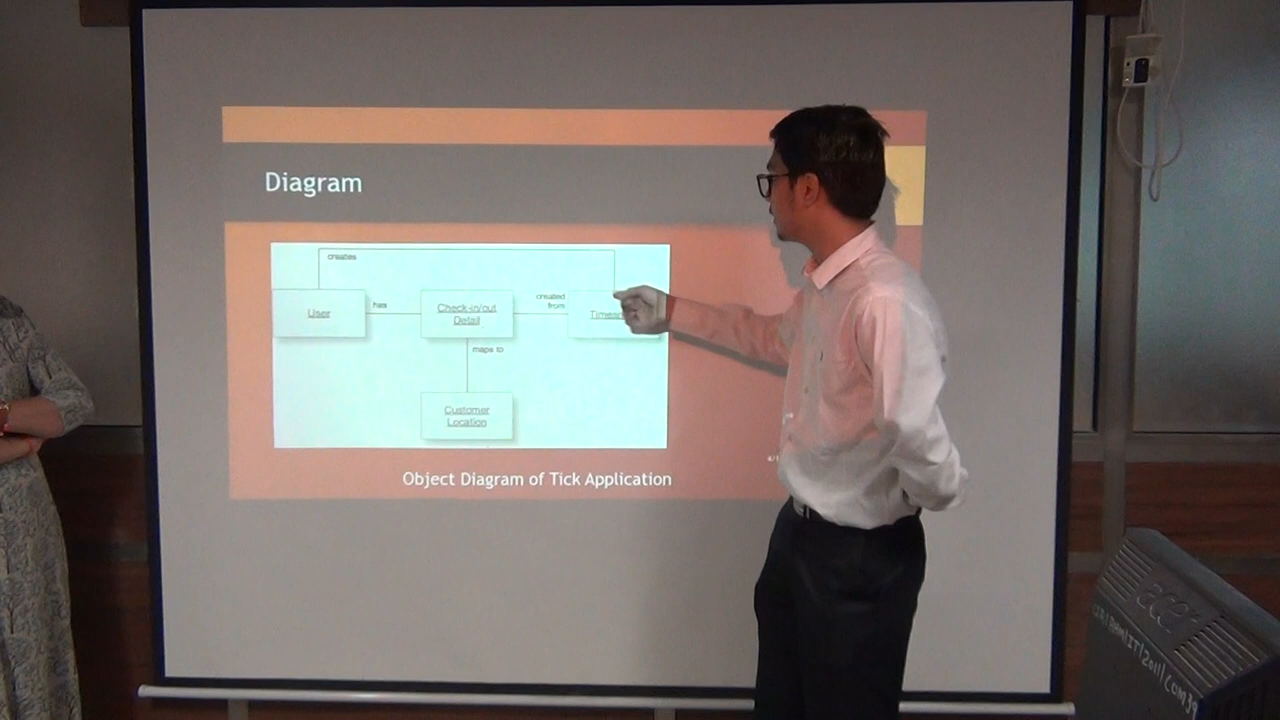 Diagram
creates
User
has
Check-in/out
Detail
created
from
maps to
Customer
Location
Object Diagram of Tick Application
acer